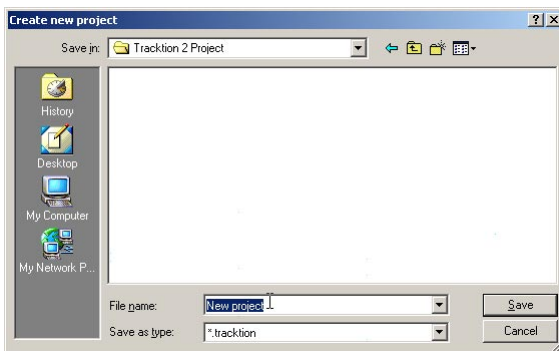 Create new project
Save in: Tracktion 2 Project
History
Desktop
My Computer
My Network P...
File name: New project Save
Save as type: *.tracktion Cancel